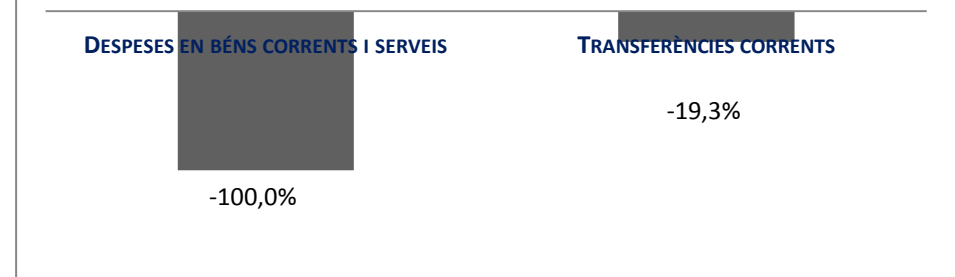 DESPESES EN BÉNS CORRENTS I SERVEIS
TRANSFERÈNCIES CORRENTS
-19,3%
-100,0%